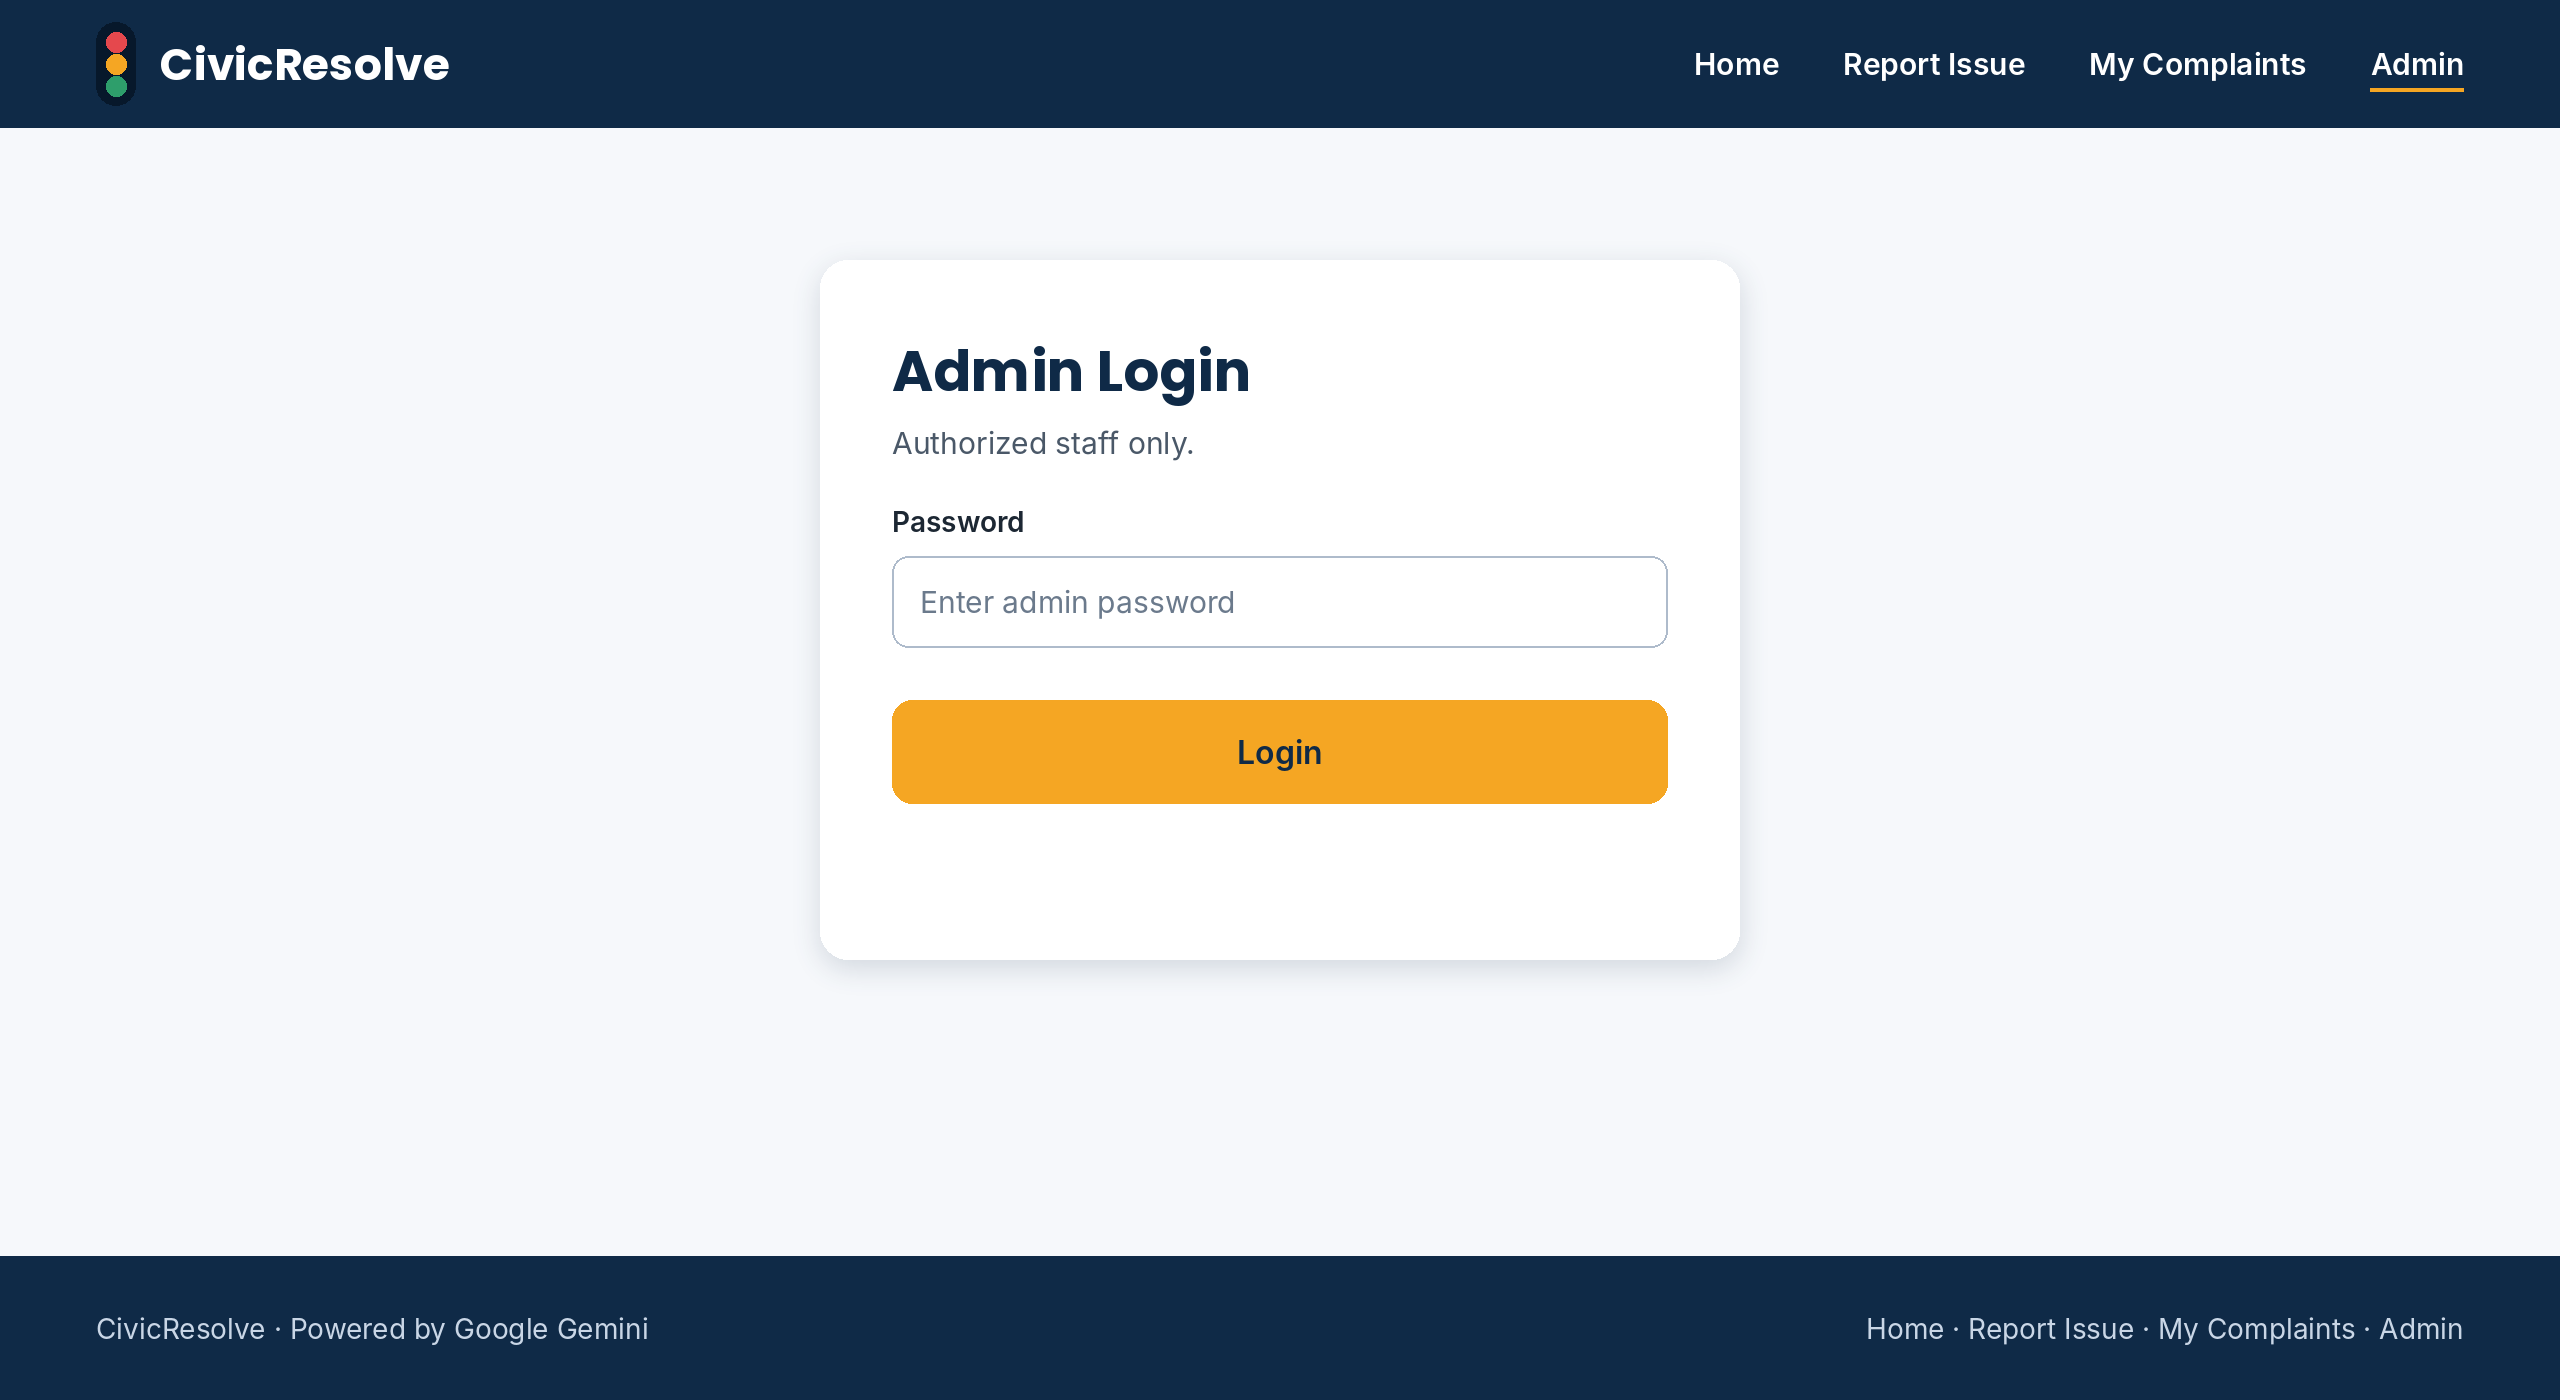 CivicResolve
Home Report Issue My Complaints Admin
Admin Login
Authorized staff only.
Password
Enter admin password
Login
CivicResolve · Powered by Google Gemini
Home · Report Issue · My Complaints · Admin